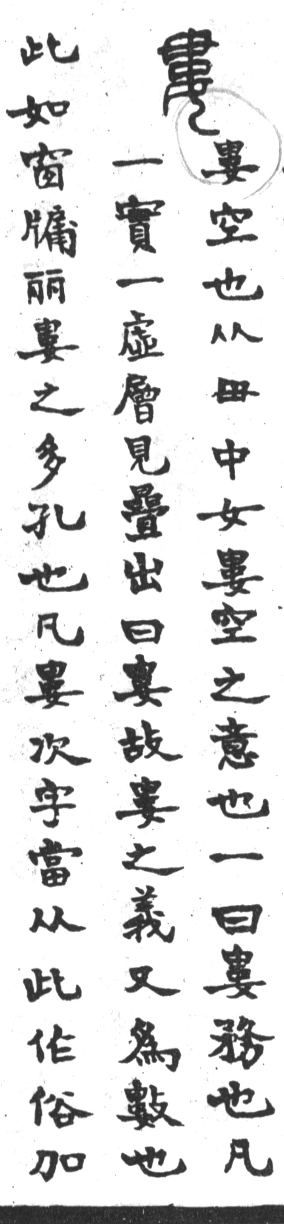 婁
婁空也从毌中女婁空之意也一曰婁務也凡
一實一虛層見疊出曰婁故婁之義又爲數也
此如窗牖丽婁之多孔也凡婁次字當从此作俗加